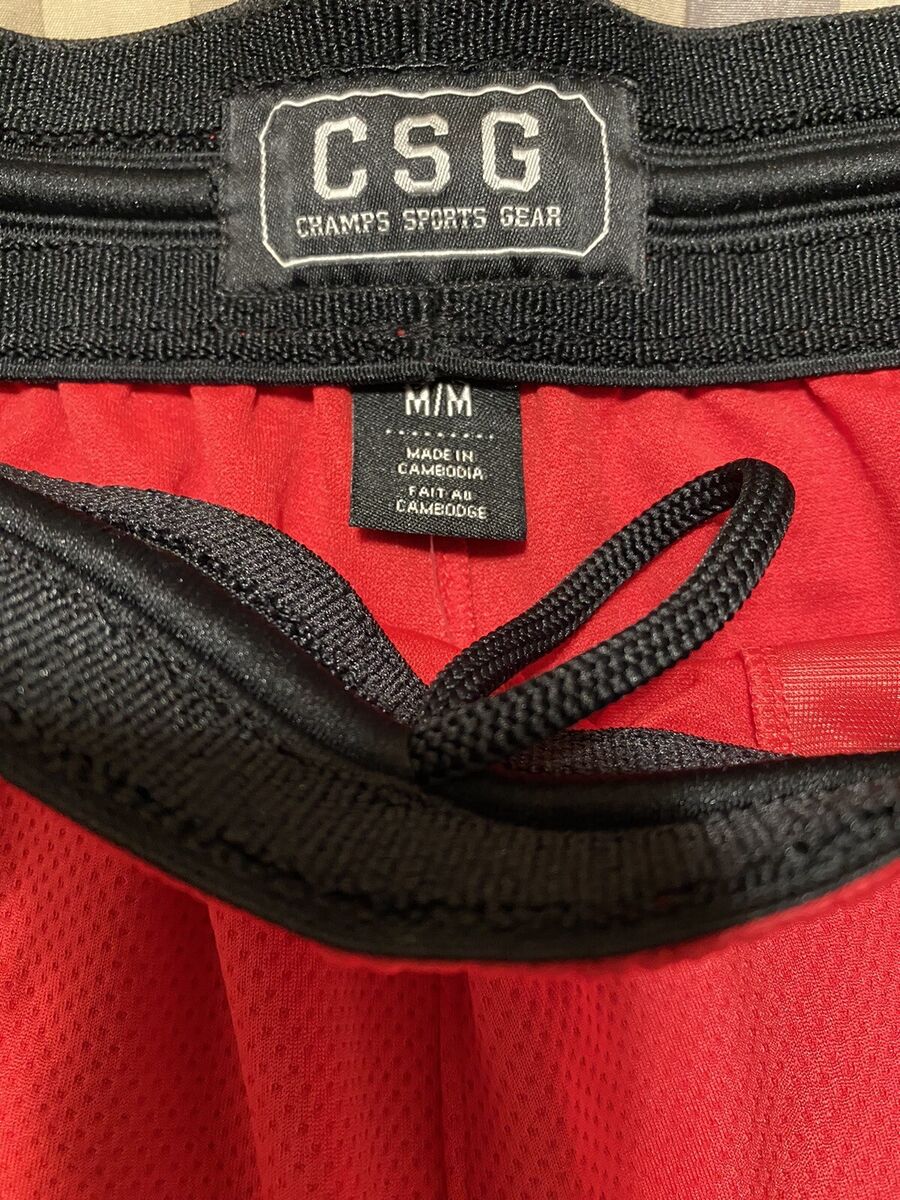 CSG
CHAMPS SPORTS GEAR
M/M
MADE IN
CAMBODIA
FAIT AU
CAMBODGE